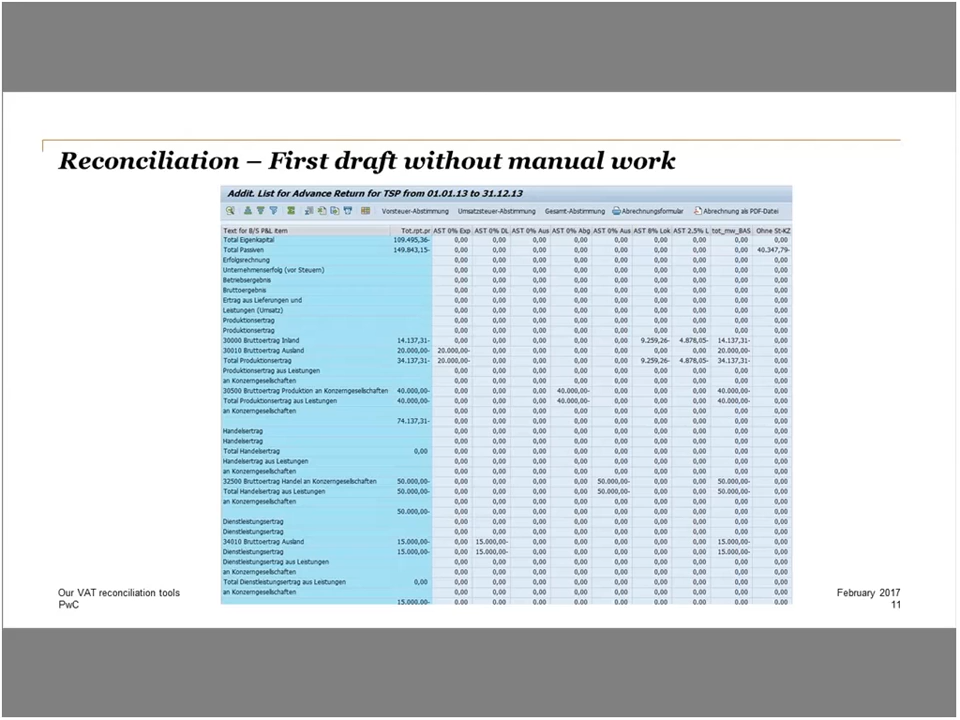 Reconciliation – First draft without manual work
Addit. List for Advance Return for TSP from 01.01.13 to 31.12.13
Vorsteuer-Abstimmung Umsatzsteuer-Abstimmung Gesamt-Abstimmung Abrechnungsformular Abrechnung als PDF-Datei
Text for B/S P&L item Tot./rpt.pr AST 0% Exp AST 0% DL AST 0% Aus AST 0% Abg AST 0% Aus AST 8% Lok AST 2.5% L tot_mw_BAS Ohne St-KZ
Total Eigenkapital 109.495,36- 0,00 0,00 0,00 0,00 0,00 0,00 0,00 0,00 0,00
Total Passiven 149.843,15- 0,00 0,00 0,00 0,00 0,00 0,00 0,00 0,00 40.347,79-
Erfolgsrechnung 0,00 0,00 0,00 0,00 0,00 0,00 0,00 0,00 0,00
Unternehmenserfolg (vor Steuern) 0,00 0,00 0,00 0,00 0,00 0,00 0,00 0,00 0,00
Betriebsergebnis 0,00 0,00 0,00 0,00 0,00 0,00 0,00 0,00 0,00
Bruttoergebnis 0,00 0,00 0,00 0,00 0,00 0,00 0,00 0,00 0,00
Ertrag aus Lieferungen und 0,00 0,00 0,00 0,00 0,00 0,00 0,00 0,00 0,00
Leistungen (Umsatz) 0,00 0,00 0,00 0,00 0,00 0,00 0,00 0,00 0,00
Produktionsertrag 0,00 0,00 0,00 0,00 0,00 0,00 0,00 0,00 0,00
Produktionsertrag 0,00 0,00 0,00 0,00 0,00 0,00 0,00 0,00 0,00
30000 Bruttoertrag Inland 14.137,31- 0,00 0,00 0,00 0,00 0,00 9.259,26- 4.878,05- 14.137,31- 0,00
30010 Bruttoertrag Ausland 20.000,00- 20.000,00- 0,00 0,00 0,00 0,00 0,00 0,00 20.000,00- 0,00
Total Produktionsertrag 34.137,31- 20.000,00- 0,00 0,00 0,00 0,00 9.259,26- 4.878,05- 34.137,31- 0,00
Produktionsertrag aus Leistungen 0,00 0,00 0,00 0,00 0,00 0,00 0,00 0,00 0,00
an Konzerngesellschaften 0,00 0,00 0,00 0,00 0,00 0,00 0,00 0,00 0,00
30500 Bruttoertrag Produktion an Konzerngesellschaften 40.000,00- 0,00 0,00 0,00 40.000,00- 0,00 0,00 0,00 40.000,00- 0,00
Total Produktionsertrag aus Leistungen 40.000,00- 0,00 0,00 0,00 40.000,00- 0,00 0,00 0,00 40.000,00- 0,00
an Konzerngesellschaften 0,00 0,00 0,00 0,00 0,00 0,00 0,00 0,00 0,00
74.137,31- 0,00 0,00 0,00 0,00 0,00 0,00 0,00 0,00 0,00
Handelsertrag 0,00 0,00 0,00 0,00 0,00 0,00 0,00 0,00 0,00
Handelsertrag 0,00 0,00 0,00 0,00 0,00 0,00 0,00 0,00 0,00
Total Handelsertrag 0,00 0,00 0,00 0,00 0,00 0,00 0,00 0,00 0,00 0,00
Handelsertrag aus Leistungen 0,00 0,00 0,00 0,00 0,00 0,00 0,00 0,00 0,00
an Konzerngesellschaften 0,00 0,00 0,00 0,00 0,00 0,00 0,00 0,00 0,00
32500 Bruttoertrag Handel an Konzerngesellschaften 50.000,00- 0,00 0,00 0,00 0,00 50.000,00- 0,00 0,00 50.000,00- 0,00
Total Handelsertrag aus Leistungen 50.000,00- 0,00 0,00 0,00 0,00 50.000,00- 0,00 0,00 50.000,00- 0,00
an Konzerngesellschaften 0,00 0,00 0,00 0,00 0,00 0,00 0,00 0,00 0,00
50.000,00- 0,00 0,00 0,00 0,00 0,00 0,00 0,00 0,00 0,00
Dienstleistungsertrag 0,00 0,00 0,00 0,00 0,00 0,00 0,00 0,00 0,00
Dienstleistungsertrag 0,00 0,00 0,00 0,00 0,00 0,00 0,00 0,00 0,00
34010 Bruttoertrag Ausland 15.000,00- 0,00 15.000,00- 0,00 0,00 0,00 0,00 0,00 15.000,00- 0,00
Dienstleistungsertrag 15.000,00- 0,00 15.000,00- 0,00 0,00 0,00 0,00 0,00 15.000,00- 0,00
Dienstleistungsertrag aus Leistungen 0,00 0,00 0,00 0,00 0,00 0,00 0,00 0,00 0,00
an Konzerngesellschaften 0,00 0,00 0,00 0,00 0,00 0,00 0,00 0,00 0,00
Total Dienstleistungsertrag aus Leistungen 0,00 0,00 0,00 0,00 0,00 0,00 0,00 0,00 0,00 0,00
an Konzerngesellschaften 0,00 0,00 0,00 0,00 0,00 0,00 0,00 0,00 0,00
15.000,00- 0,00 0,00 0,00 0,00 0,00 0,00 0,00 0,00 0,00
Our VAT reconciliation tools February 2017
PwC 11